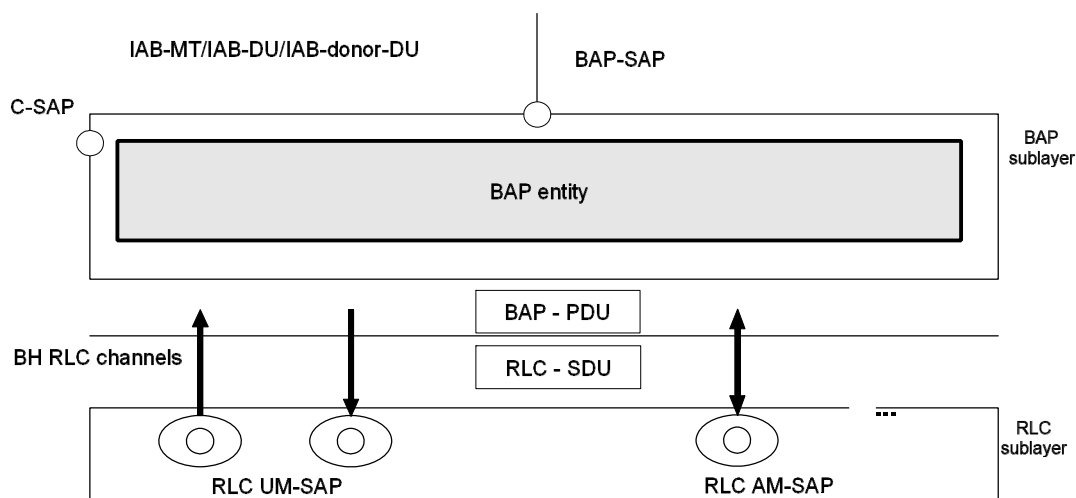 IAB-MT/IAB-DU/IAB-donor-DU
BAP-SAP
C-SAP
BAP
sublayer
BAP entity
BAP - PDU
BH RLC channels
RLC - SDU
RLC
sublayer
RLC UM-SAP
RLC AM-SAP